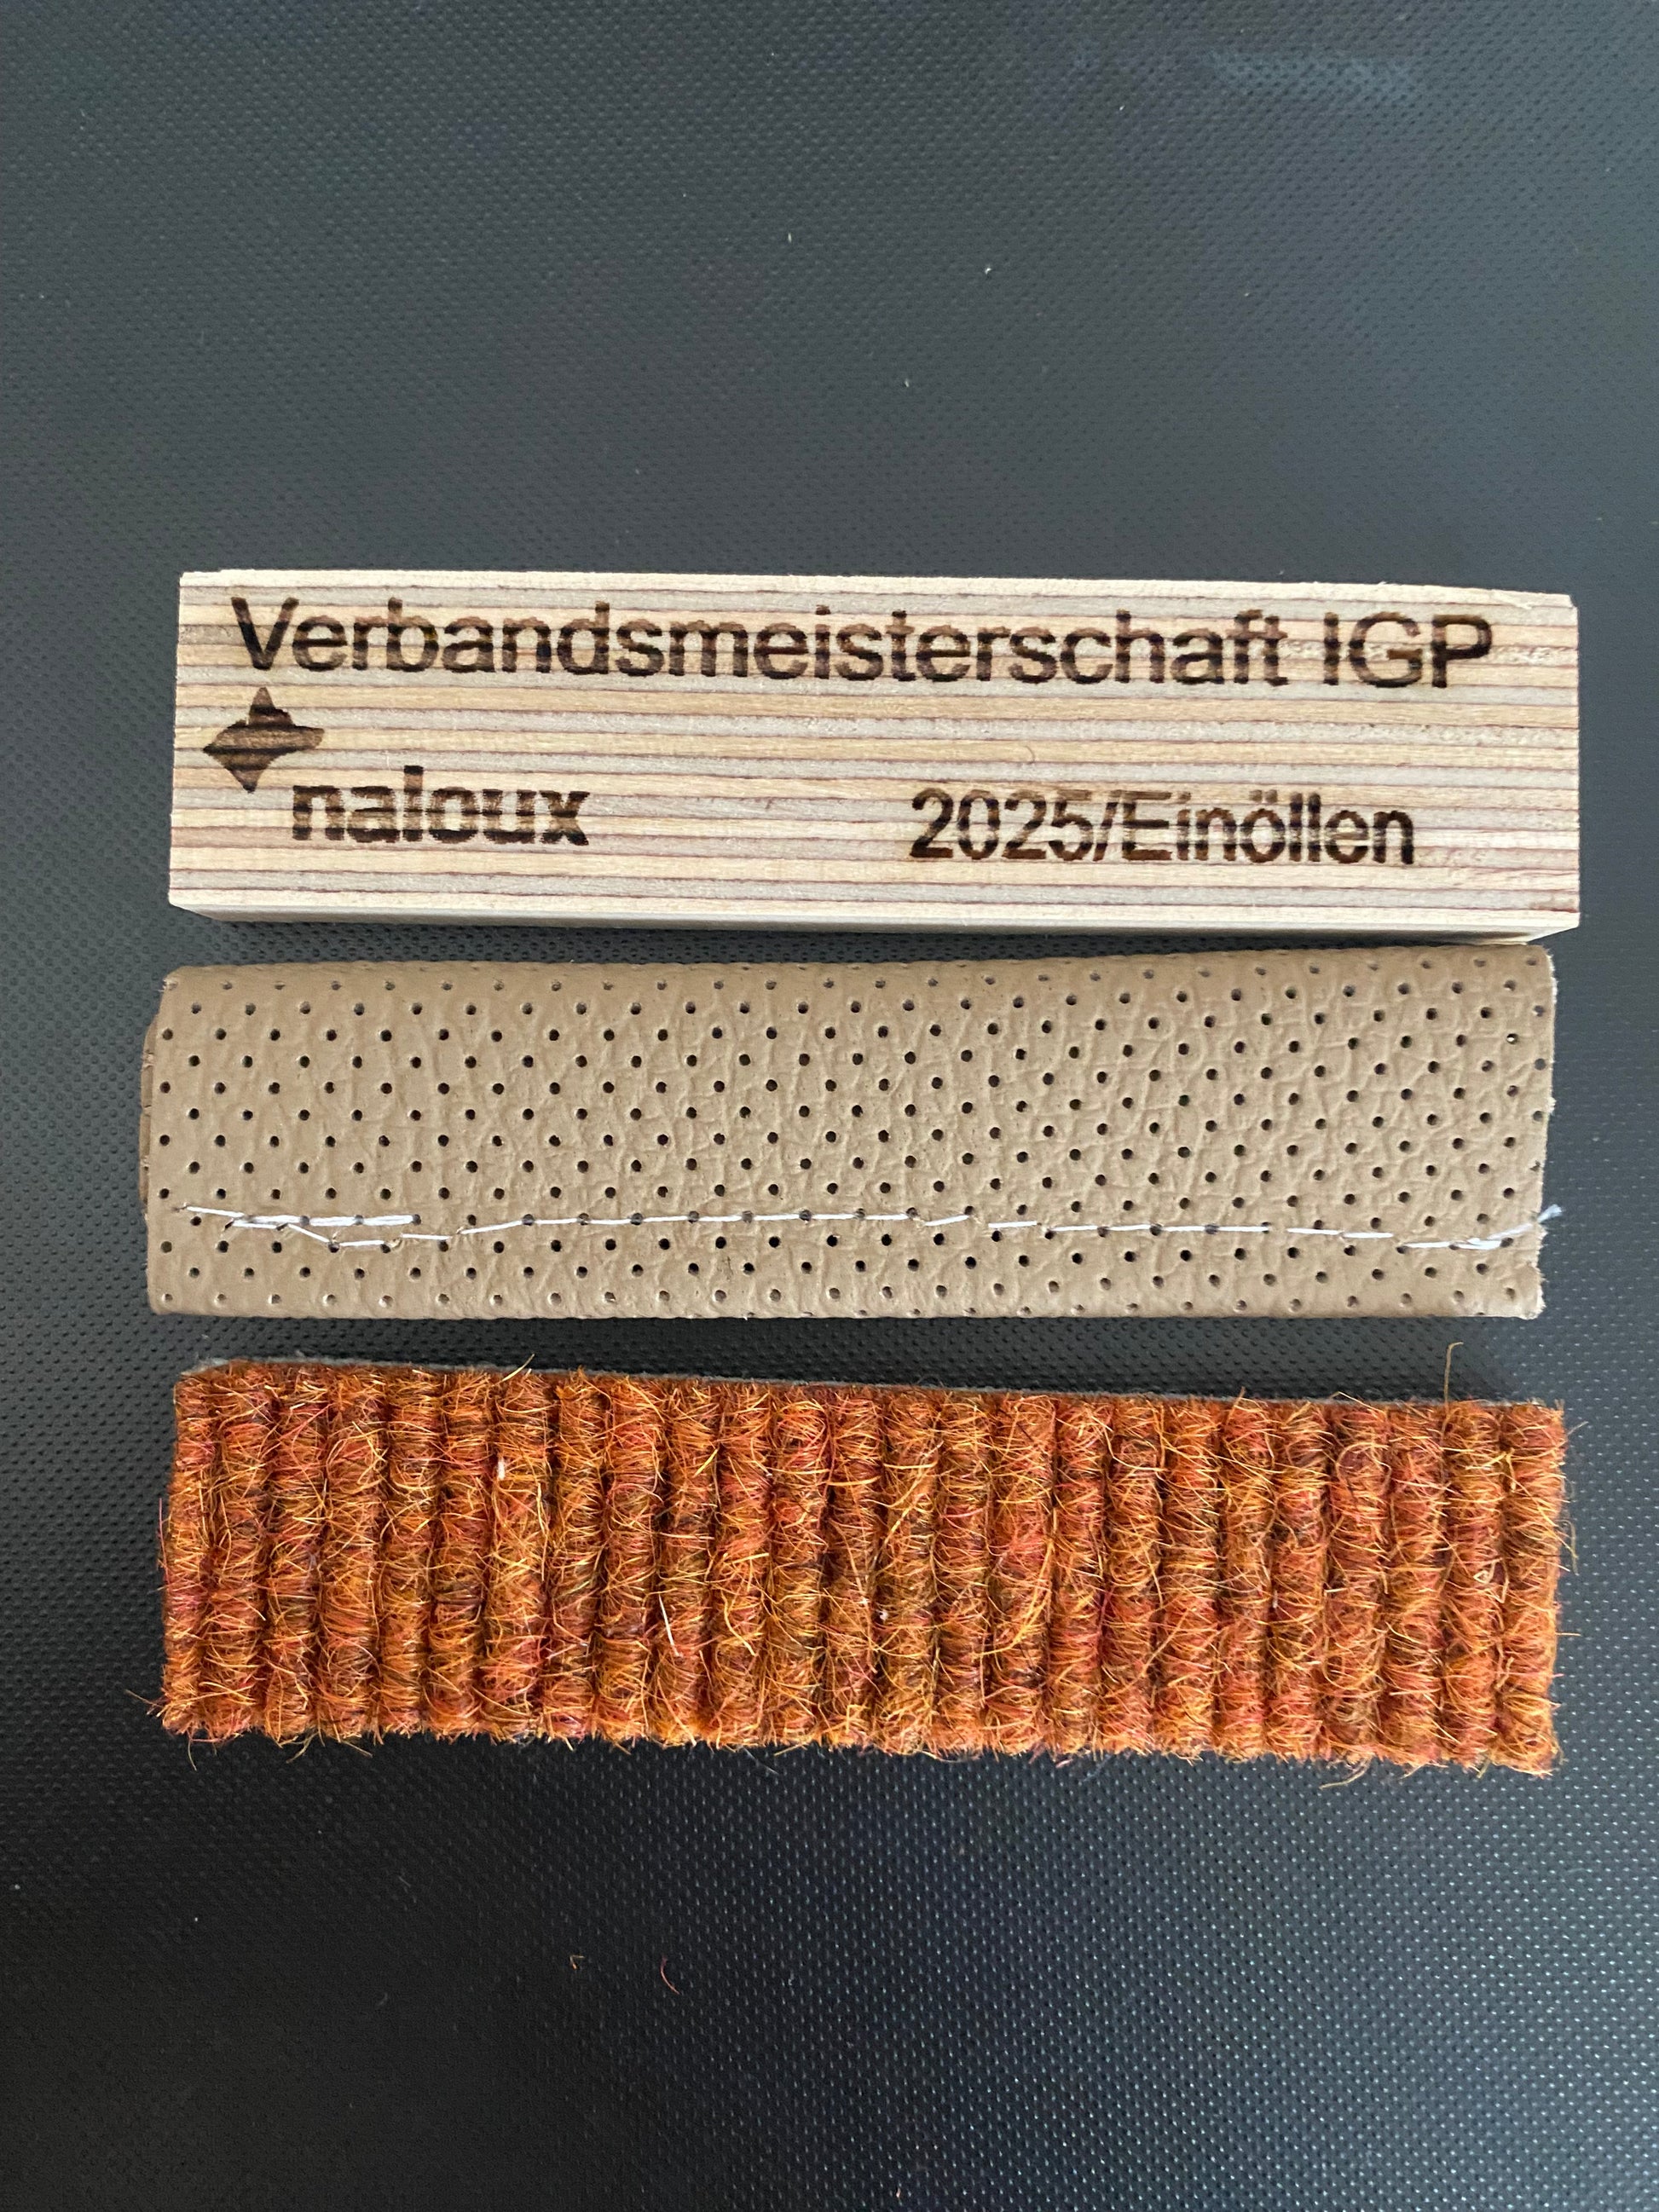 Verbandsmeisterschaft IGP
naloux 2025/Einöllen